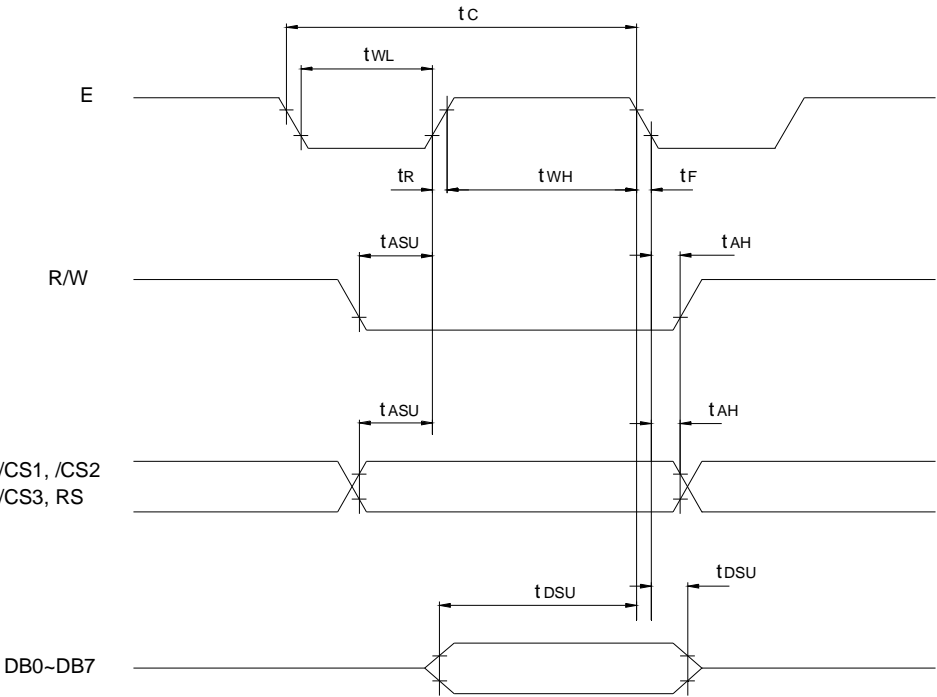 tC
tWL
E
tR
tWH
tF
tASU
tAH
R/W
tASU
tAH
/CS1, /CS2
/CS3, RS
tDSU
tDSU
DB0~DB7